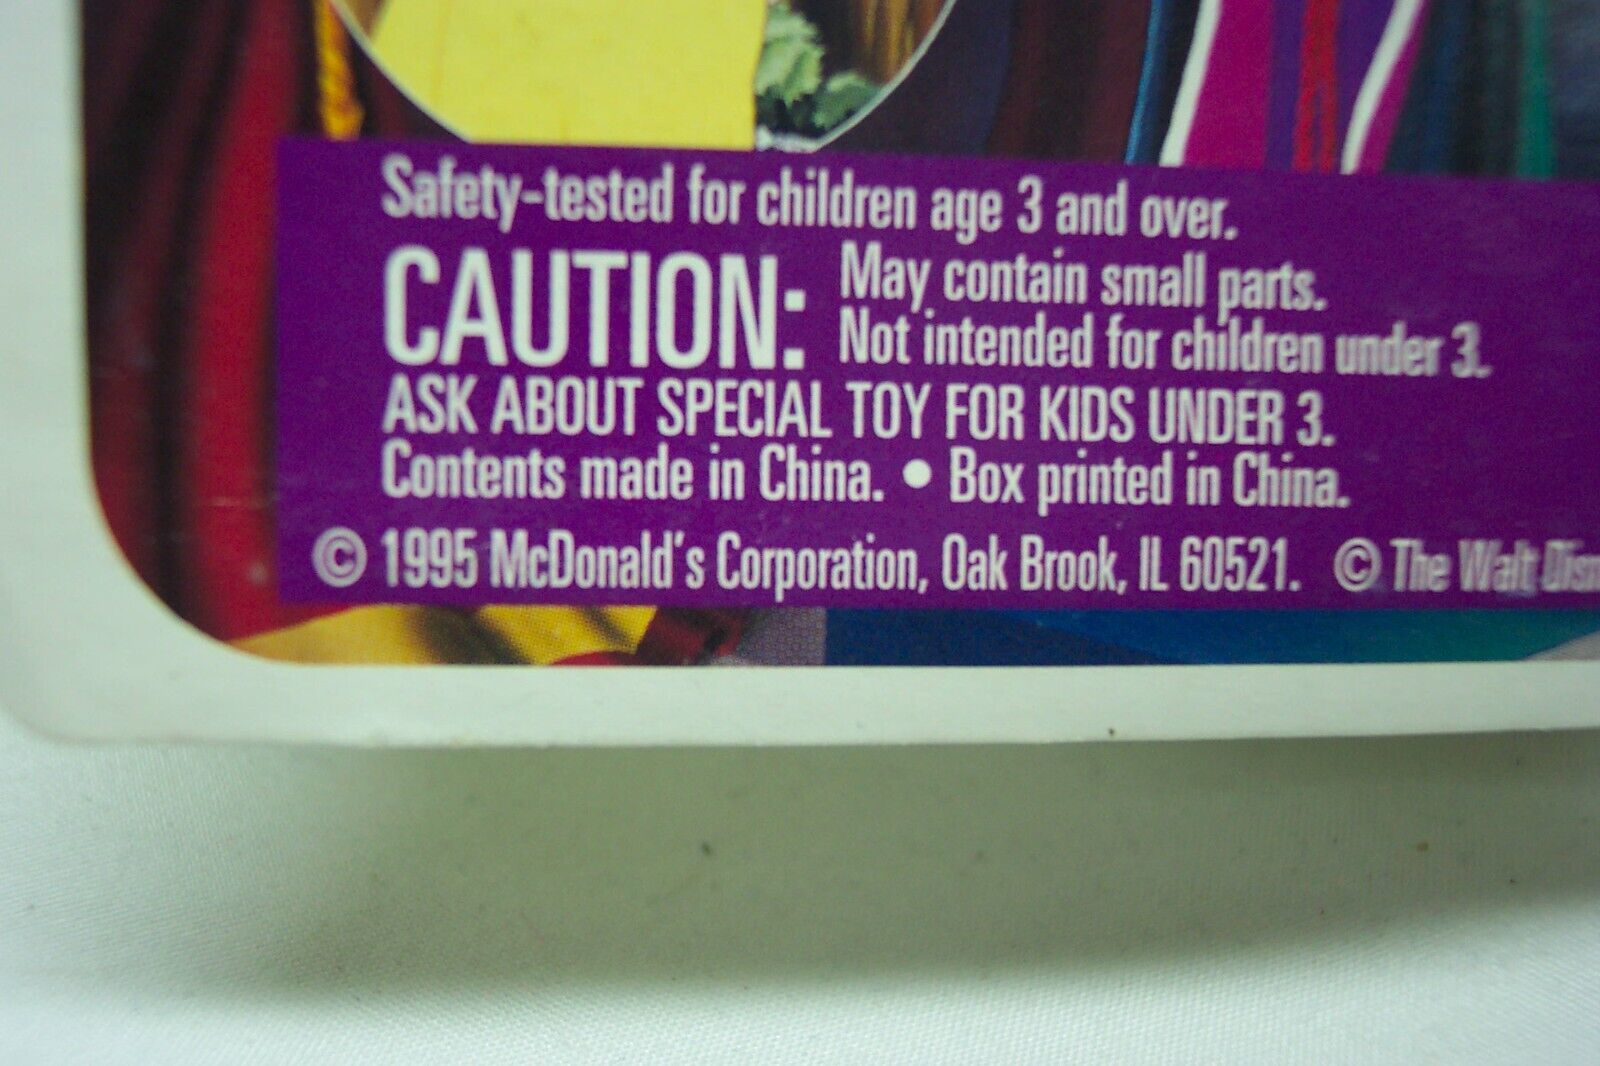 Safety-tested for children age 3 and over.
CAUTION: May contain small parts.
Not intended for children under 3.
ASK ABOUT SPECIAL TOY FOR KIDS UNDER 3.
Contents made in China. • Box printed in China.
© 1995 McDonald's Corporation, Oak Brook, IL 60521. © The Walt